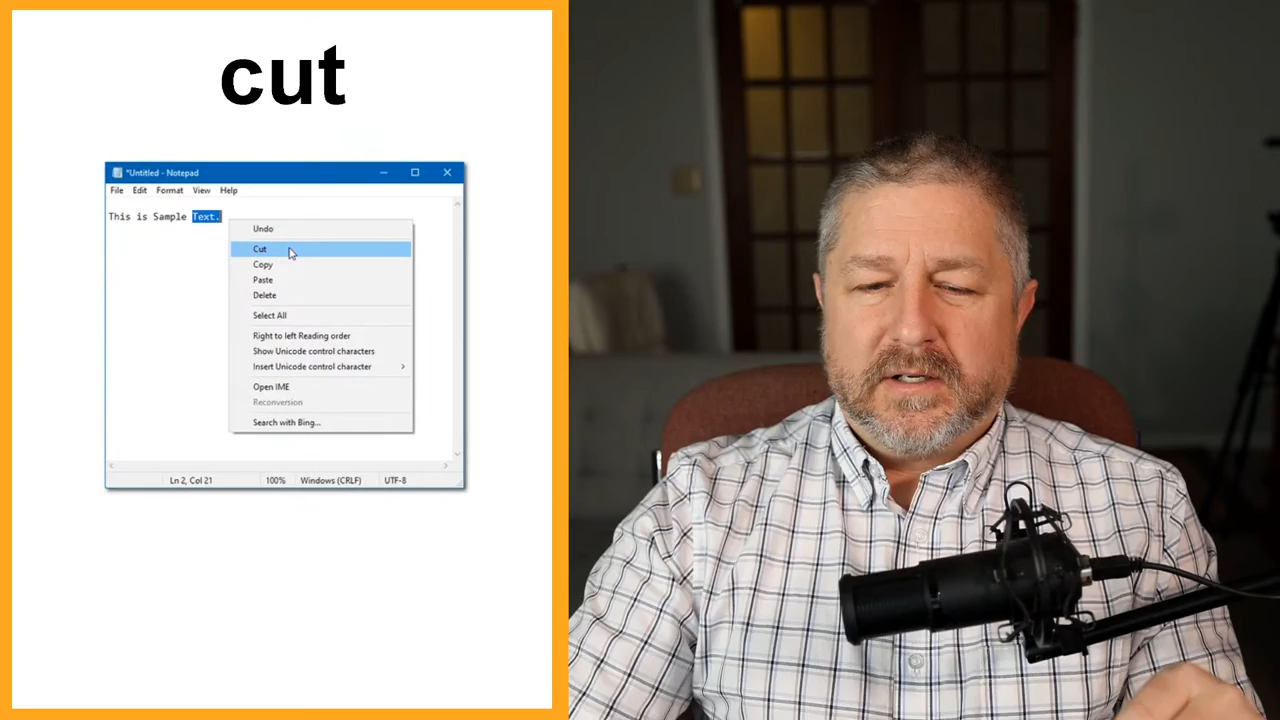 cut
*Untitled - Notepad
File Edit Format View Help
This is Sample Text.
Undo
Cut
Copy
Paste
Delete
Select All
Right to left Reading order
Show Unicode control characters
Insert Unicode control character
Open IME
Reconversion
Search with Bing...
Ln 2, Col 21 100% Windows (CRLF) UTF-8